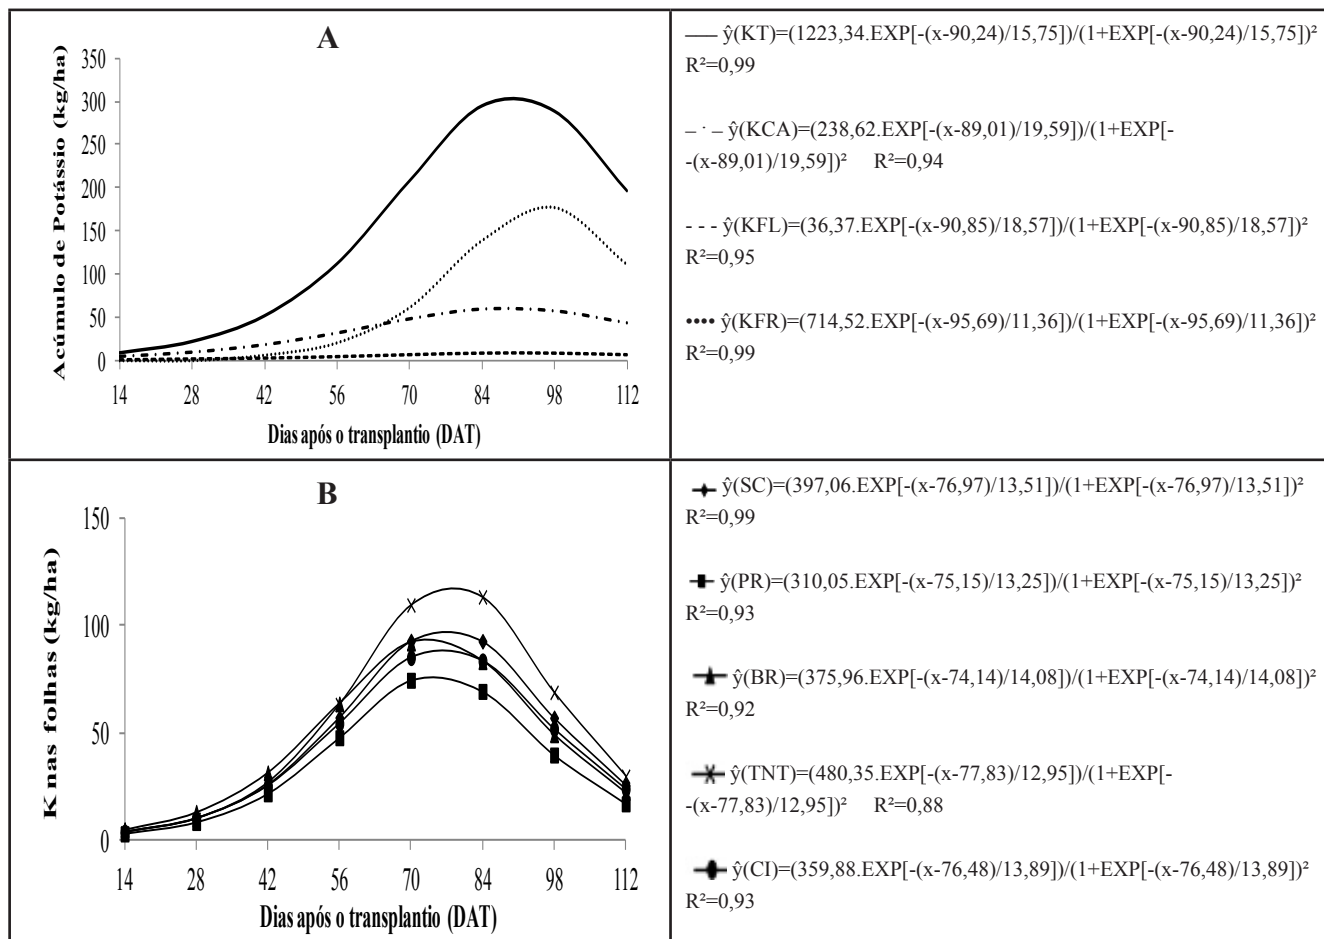 A
Acúmulo de Potássio (kg/ha)
350
300
250
200
150
100
50
0
14 28 42 56 70 84 98 112
Dias após o transplantio (DAT)
ŷ(KT)=(1223,34.EXP[-(x-90,24)/15,75])/(1+EXP[-(x-90,24)/15,75])²
R²=0,99
ŷ(KCA)=(238,62.EXP[-(x-89,01)/19,59])/(1+EXP[-
-(x-89,01)/19,59])² R²=0,94
ŷ(KFL)=(36,37.EXP[-(x-90,85)/18,57])/(1+EXP[-(x-90,85)/18,57])²
R²=0,95
ŷ(KFR)=(714,52.EXP[-(x-95,69)/11,36])/(1+EXP[-(x-95,69)/11,36])²
R²=0,99
B
K nas folhas (kg/ha)
150
100
50
0
14 28 42 56 70 84 98 112
Dias após o transplantio (DAT)
ŷ(SC)=(397,06.EXP[-(x-76,97)/13,51])/(1+EXP[-(x-76,97)/13,51])²
R²=0,99
ŷ(PR)=(310,05.EXP[-(x-75,15)/13,25])/(1+EXP[-(x-75,15)/13,25])²
R²=0,93
ŷ(BR)=(375,96.EXP[-(x-74,14)/14,08])/(1+EXP[-(x-74,14)/14,08])²
R²=0,92
ŷ(TNT)=(480,35.EXP[-(x-77,83)/12,95])/(1+EXP[-
-(x-77,83)/12,95])² R²=0,88
ŷ(CI)=(359,88.EXP[-(x-76,48)/13,89])/(1+EXP[-(x-76,48)/13,89])²
R²=0,93